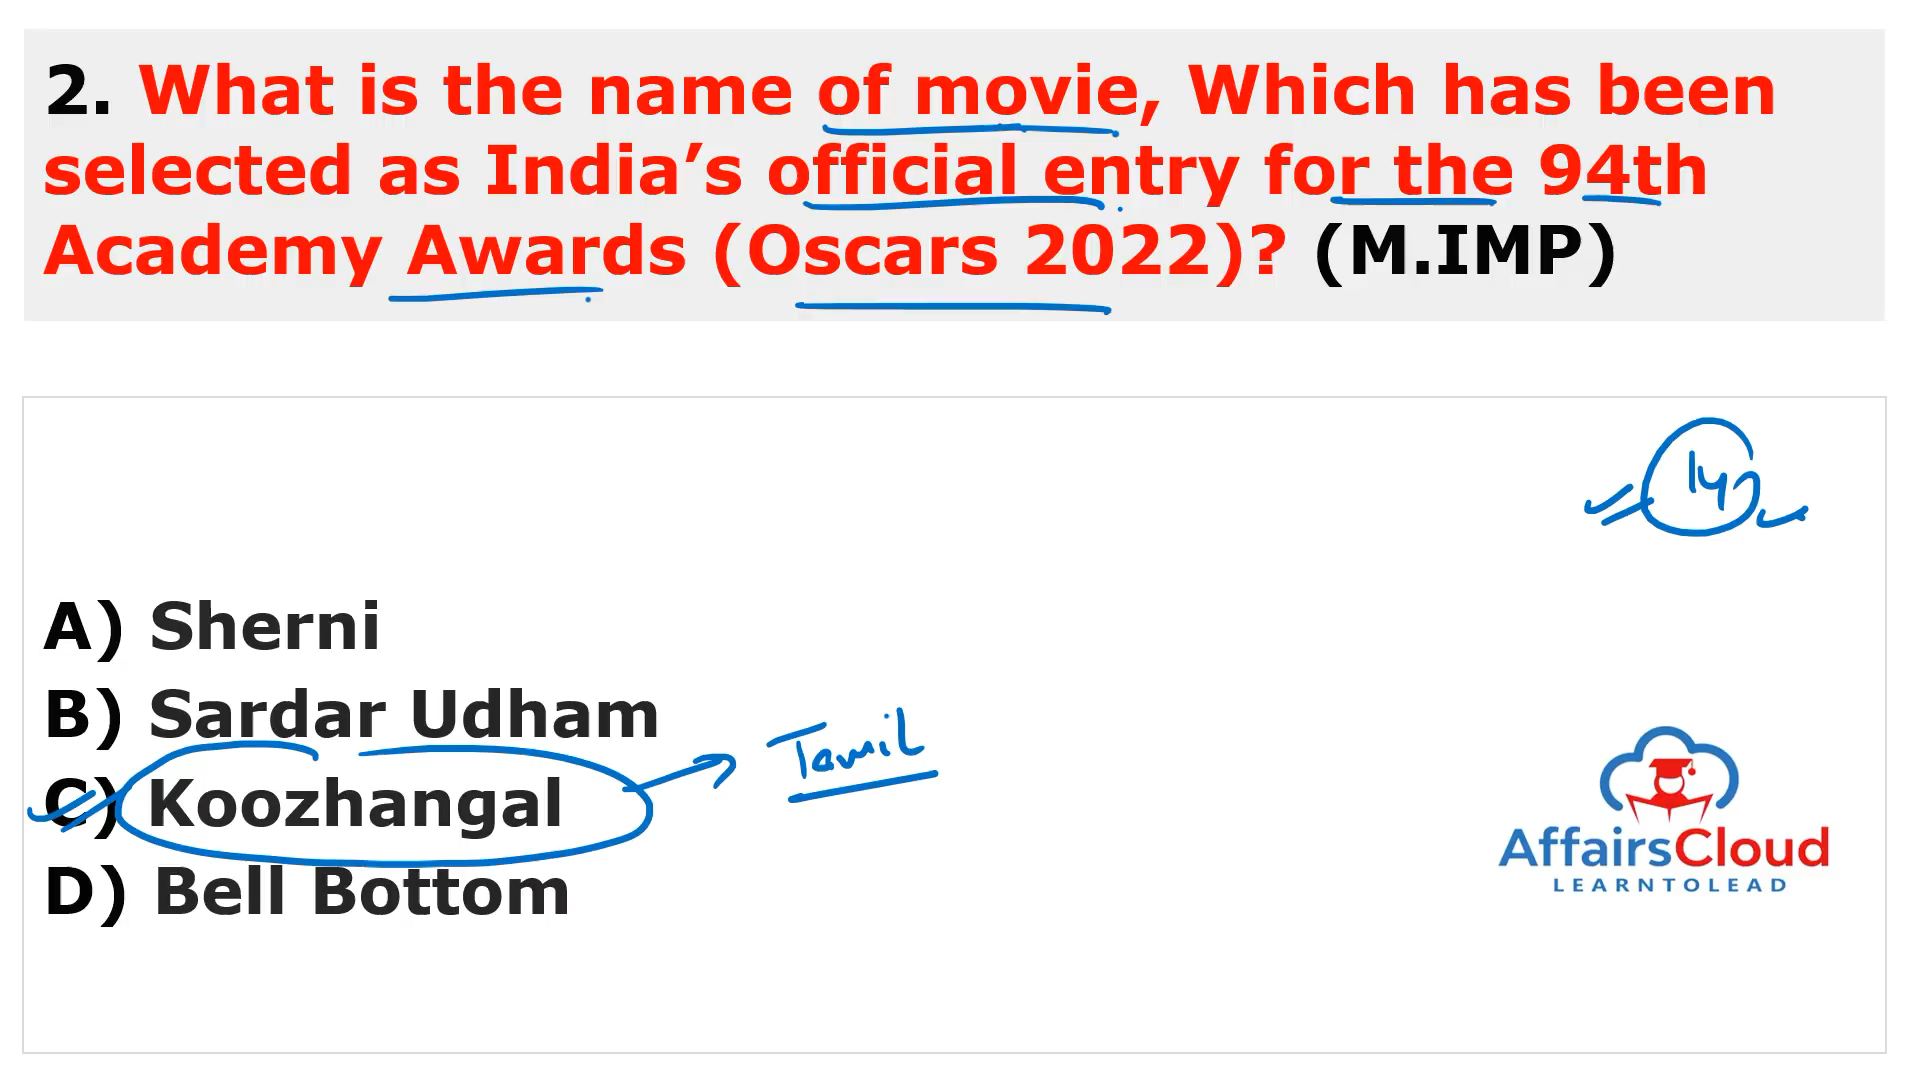 2. What is the name of movie, Which has been
selected as India’s official entry for the 94th
Academy Awards (Oscars 2022)? (M.IMP)
A) Sherni
B) Sardar Udham
C) Koozhangal
Tamil
D) Bell Bottom
AffairsCloud
LEARNTOLEAD